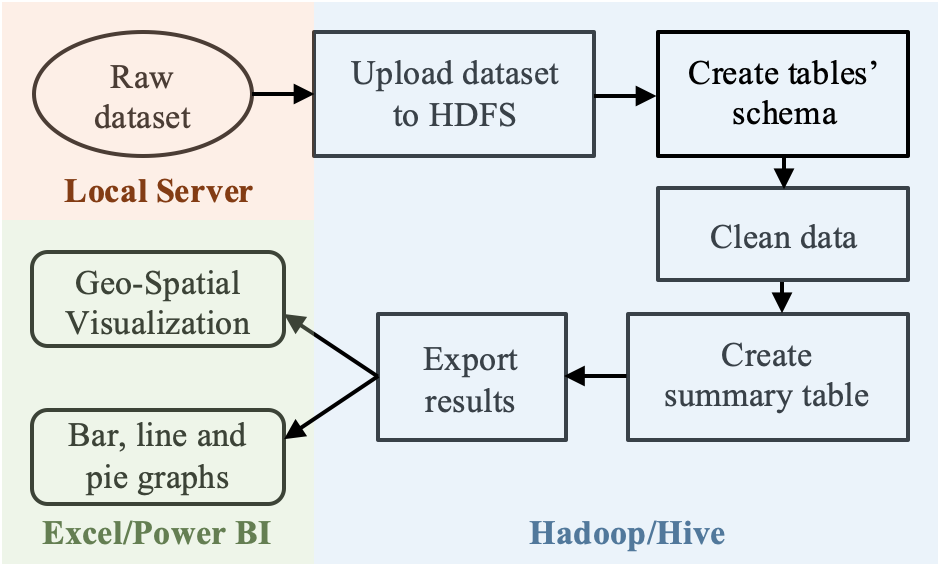 Raw
dataset
Local Server
Upload dataset
to HDFS
Create tables’
schema
Clean data
Create
summary table
Export
results
Geo-Spatial
Visualization
Bar, line and
pie graphs
Excel/Power BI
Hadoop/Hive